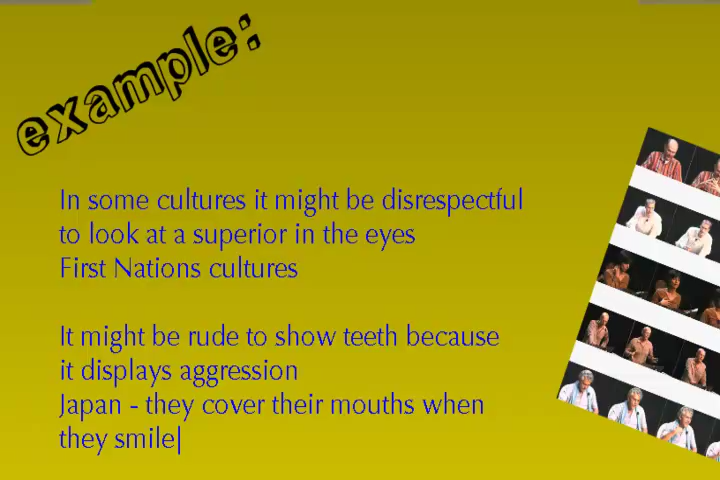 example:
In some cultures it might be disrespectful
to look at a superior in the eyes
First Nations cultures
It might be rude to show teeth because
it displays aggression
Japan - they cover their mouths when
they smile